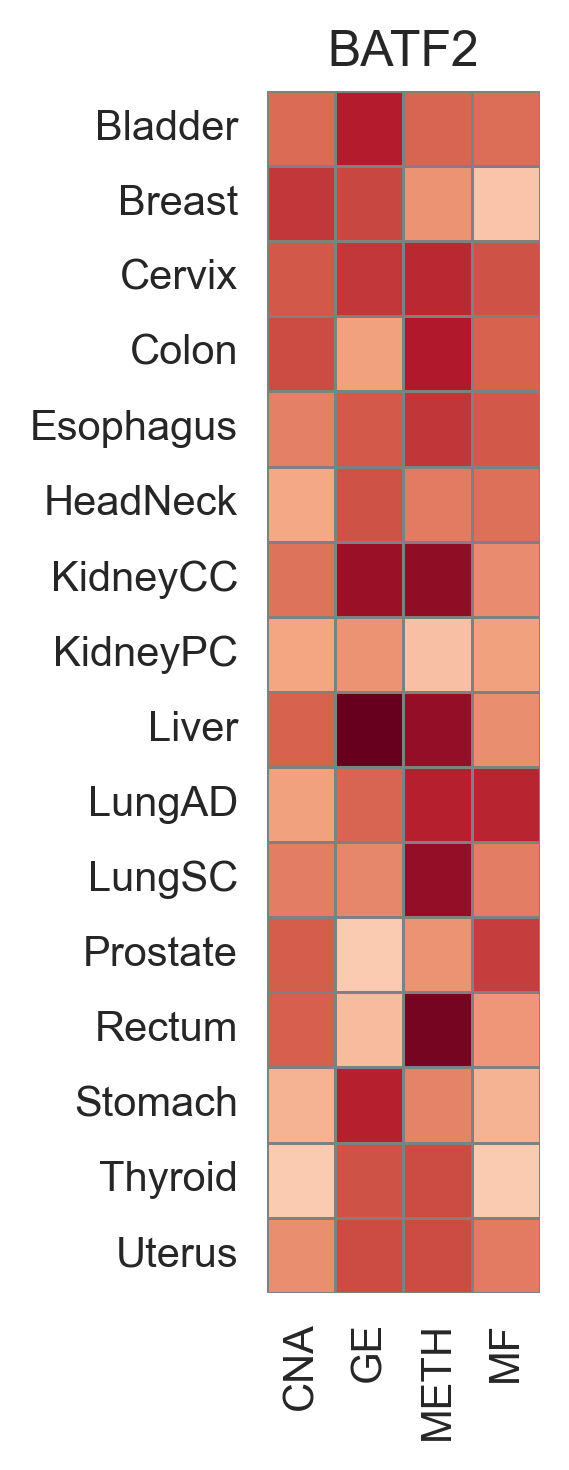 BATF2
Bladder
Breast
Cervix
Colon
Esophagus
HeadNeck
KidneyCC
KidneyPC
Liver
LungAD
LungSC
Prostate
Rectum
Stomach
Thyroid
Uterus
CNA
GE
METH
MF